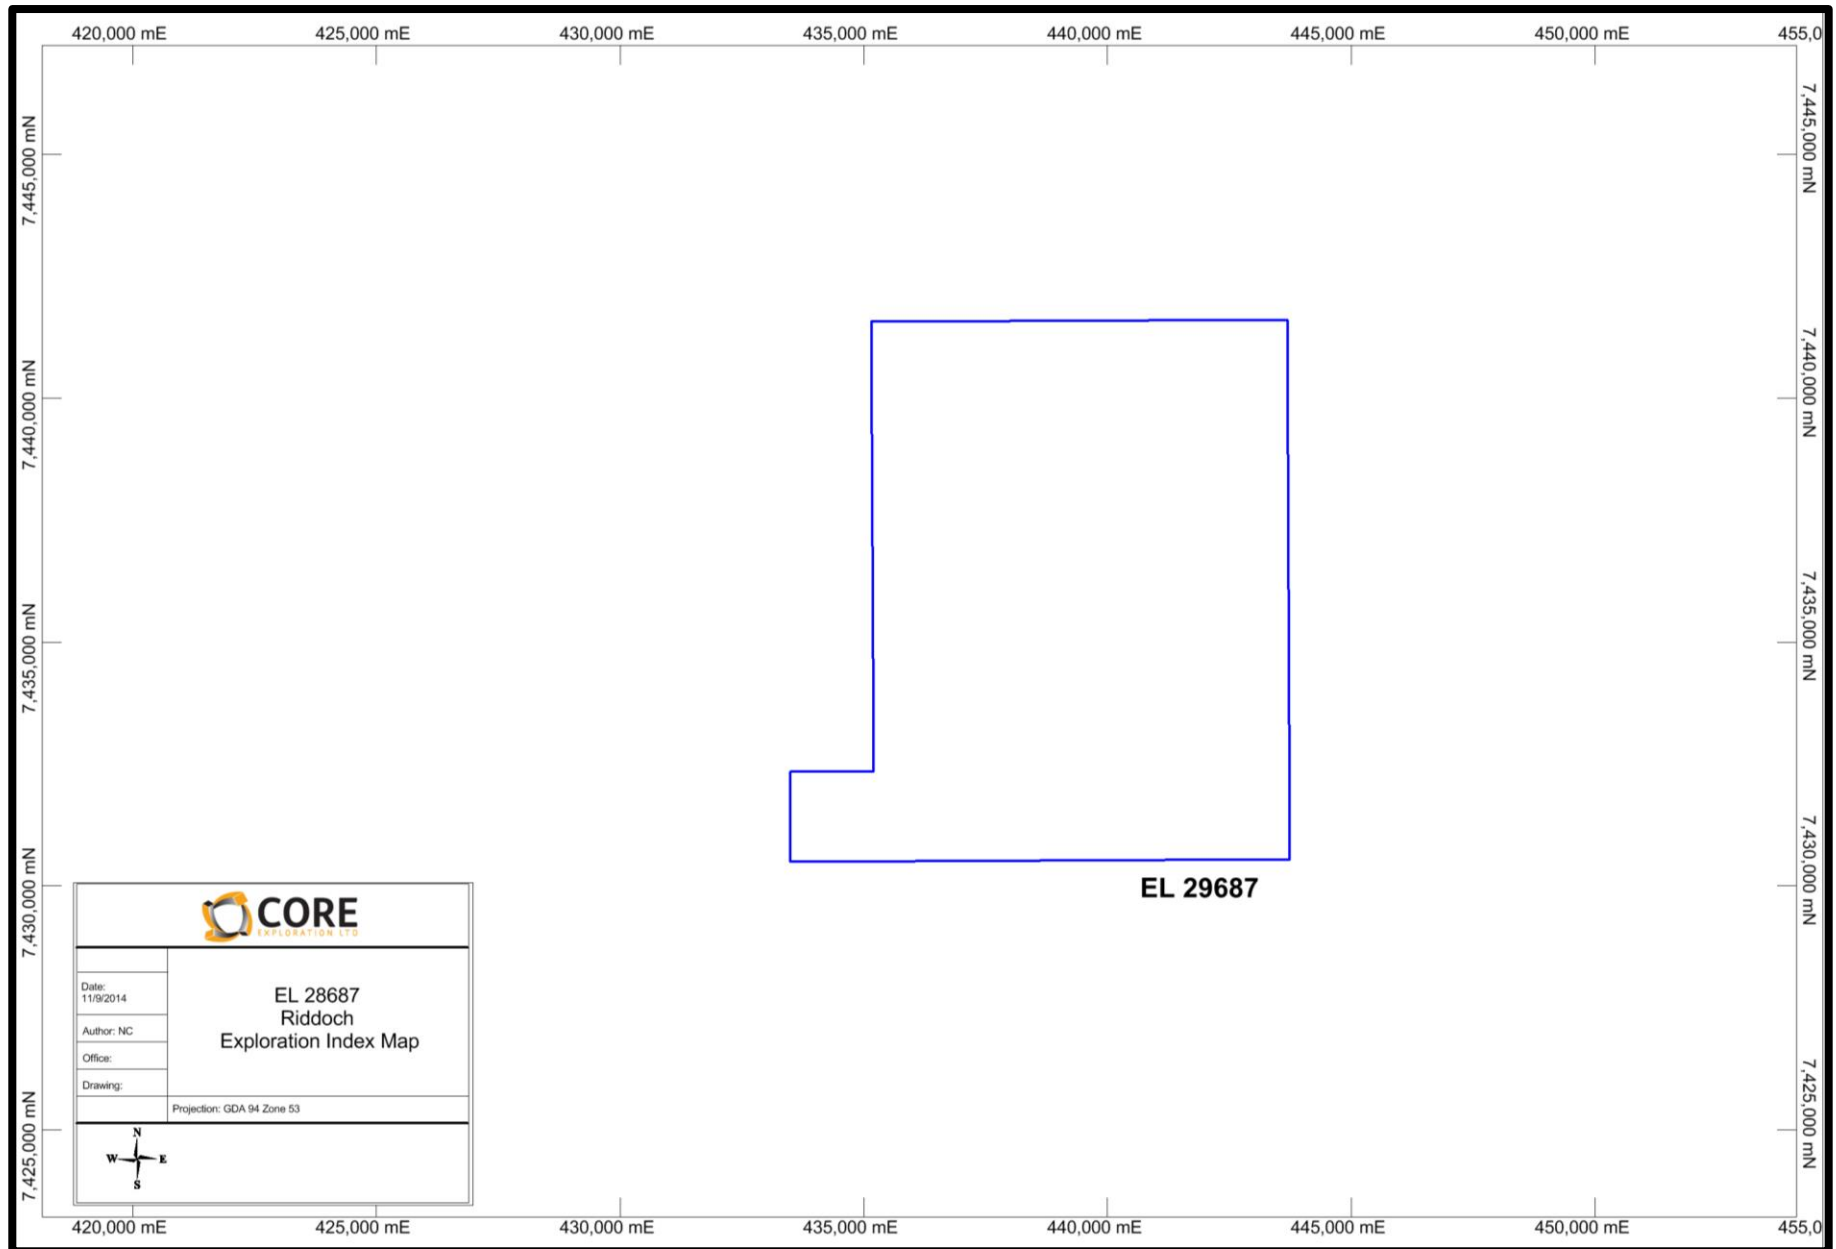 420,000 mE 425,000 mE 430,000 mE 435,000 mE 440,000 mE 445,000 mE 450,000 mE 455,0
7,445,000 mN 7,445,000 mN
7,440,000 mN 7,440,000 mN
7,435,000 mN 7,435,000 mN
7,430,000 mN 7,430,000 mN
EL 29687
CORE
EXPLORATION LTD
Date:
11/9/2014
Author: NC
Office:
Drawing:
EL 28687
Riddoch
Exploration Index Map
Projection: GDA 94 Zone 53
7,425,000 mN 7,425,000 mN
N
W E
S
420,000 mE 425,000 mE 430,000 mE 435,000 mE 440,000 mE 445,000 mE 450,000 mE 455,0